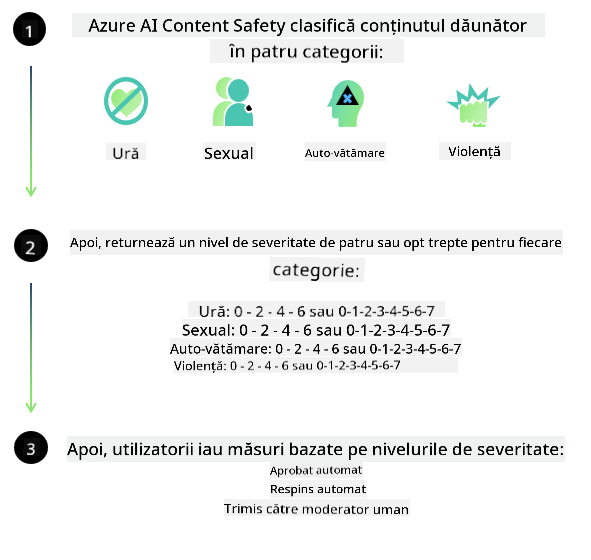 1
Azure AI Content Safety clasifică conținutul dăunător
în patru categorii:
Ură
Sexual
Auto-vătămare
Violență
2
Apoi, returnează un nivel de severitate de patru sau opt trepte pentru fiecare
categorie:
Ură: 0 - 2 - 4 - 6 sau 0-1-2-3-4-5-6-7
Sexual: 0 - 2 - 4 - 6 sau 0-1-2-3-4-5-6-7
Auto-vătămare: 0 - 2 - 4 - 6 sau 0-1-2-3-4-5-6-7
Violență: 0 - 2 - 4 - 6 sau 0-1-2-3-4-5-6-7
3
Apoi, utilizatorii iau măsuri bazate pe nivelurile de severitate:
Aprobat automat
Respins automat
Trimis către moderator uman